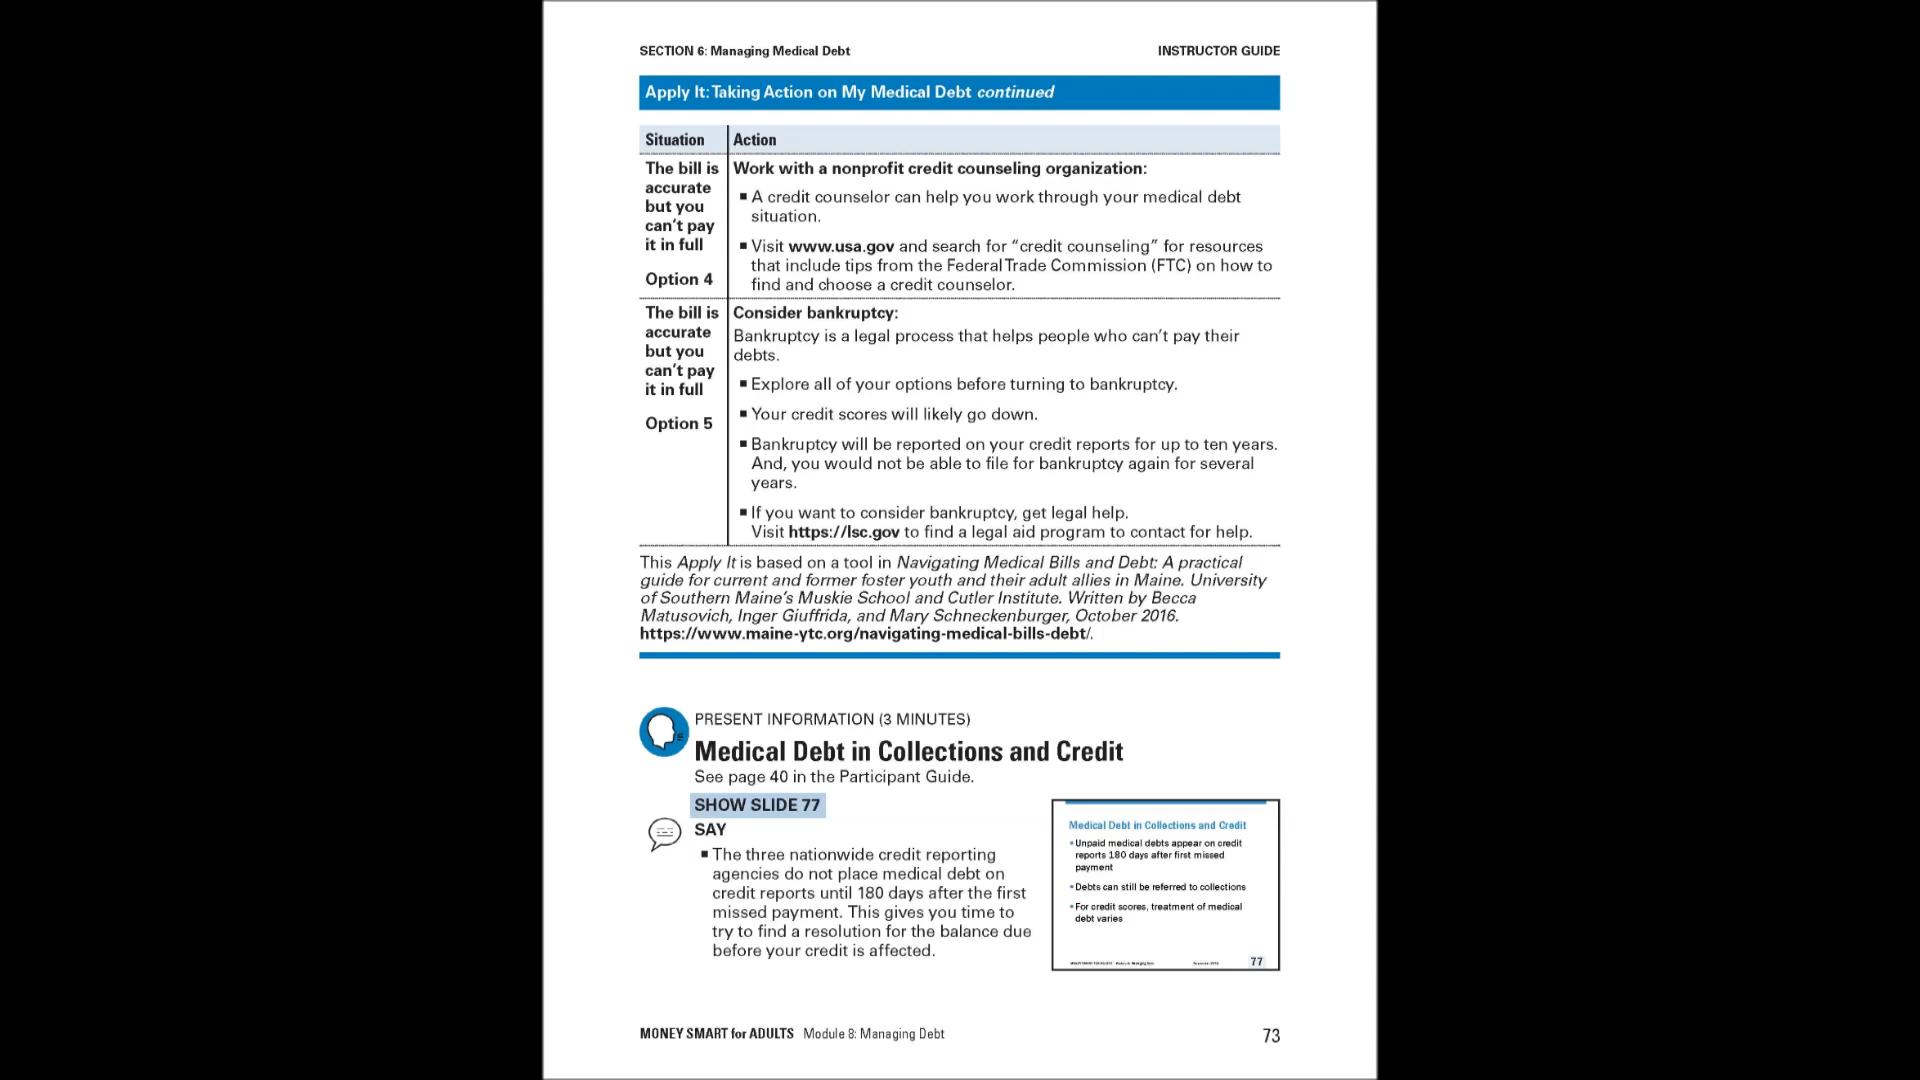 SECTION 6: Managing Medical Debt
INSTRUCTOR GUIDE
Apply It: Taking Action on My Medical Debt continued
Situation
Action
The bill is
accurate
but you
can't pay
it in full
Option 4
Work with a nonprofit credit counseling organization:
▪ A credit counselor can help you work through your medical debt
situation.
▪ Visit www.usa.gov and search for “credit counseling” for resources
that include tips from the Federal Trade Commission (FTC) on how to
find and choose a credit counselor.
The bill is
accurate
but you
can't pay
it in full
Option 5
Consider bankruptcy:
Bankruptcy is a legal process that helps people who can't pay their
debts.
▪ Explore all of your options before turning to bankruptcy.
▪ Your credit scores will likely go down.
▪ Bankruptcy will be reported on your credit reports for up to ten years.
And, you would not be able to file for bankruptcy again for several
years.
▪ If you want to consider bankruptcy, get legal help.
Visit https://lsc.gov to find a legal aid program to contact for help.
This Apply It is based on a tool in Navigating Medical Bills and Debt: A practical
guide for current and former foster youth and their adult allies in Maine. University
of Southern Maine's Muskie School and Cutler Institute. Written by Becca
Matusovich, Inger Giuffrida, and Mary Schneckenburger, October 2016.
https://www.maine-ytc.org/navigating-medical-bills-debt/.
PRESENT INFORMATION (3 MINUTES)
Medical Debt in Collections and Credit
See page 40 in the Participant Guide.
SHOW SLIDE 77
SAY
▪ The three nationwide credit reporting
agencies do not place medical debt on
credit reports until 180 days after the first
missed payment. This gives you time to
try to find a resolution for the balance due
before your credit is affected.
Medical Debt in Collections and Credit
• Unpaid medical debts appear on credit
reports 180 days after first missed
payment
• Debts can still be referred to collections
• For credit scores, treatment of medical
debt varies
77
MONEY SMART for ADULTS Module 8: Managing Debt
73